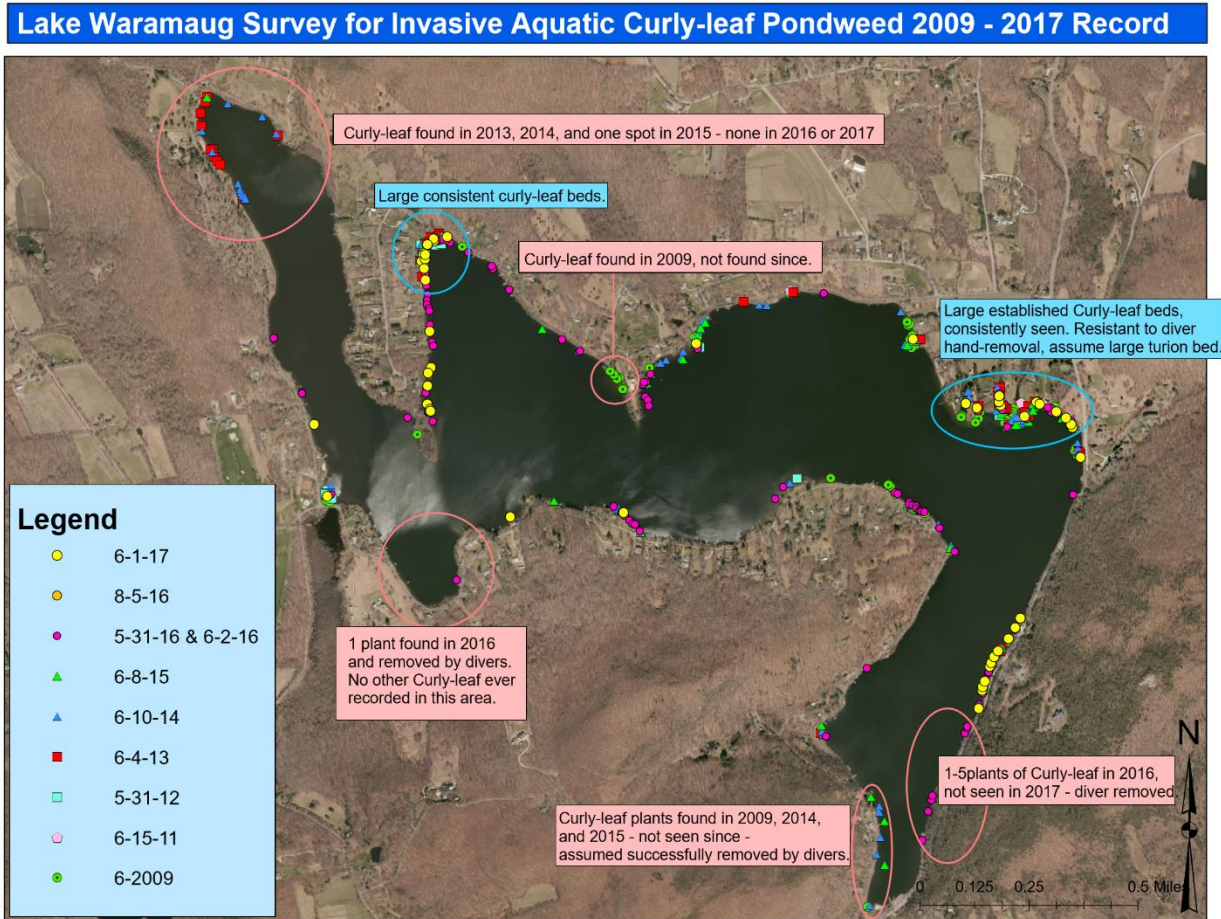 Lake Waramaug Survey for Invasive Aquatic Curly-leaf Pondweed 2009 - 2017 Record
Curly-leaf found in 2013, 2014, and one spot in 2015 - none in 2016 or 2017
Large consistent curly-leaf beds.
Curly-leaf found in 2009, not found since.
Large established Curly-leaf beds,
consistently seen. Resistant to diver
hand-removal, assume large turion bed.
Legend
6-1-17
8-5-16
5-31-16 & 6-2-16
6-8-15
6-10-14
6-4-13
5-31-12
6-15-11
6-2009
1 plant found in 2016
and removed by divers.
No other Curly-leaf ever
recorded in this area.
Curly-leaf plants found in 2009, 2014,
and 2015 - not seen since -
assumed successfully removed by divers.
1-5plants of Curly-leaf in 2016,
not seen in 2017 - diver removed.
N
0 0.125 0.25 0.5 Miles